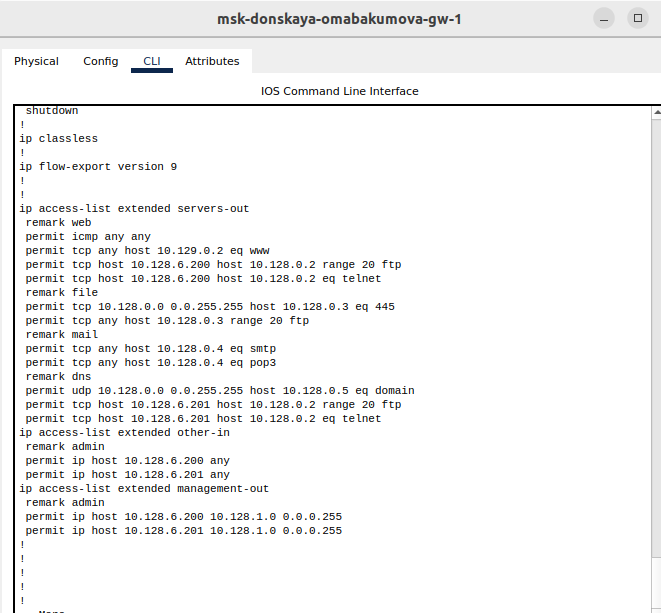 msk-donskaya-omabakumova-gw-1
Physical Config CLI Attributes
IOS Command Line Interface
shutdown
!
ip classless
!
ip flow-export version 9
!
!
ip access-list extended servers-out
remark web
permit icmp any any
permit tcp any host 10.129.0.2 eq www
permit tcp host 10.128.6.200 host 10.128.0.2 range 20 ftp
permit tcp host 10.128.6.200 host 10.128.0.2 eq telnet
remark file
permit tcp 10.128.0.0 0.0.255.255 host 10.128.0.3 eq 445
permit tcp any host 10.128.0.3 range 20 ftp
remark mail
permit tcp any host 10.128.0.4 eq smtp
permit tcp any host 10.128.0.4 eq pop3
remark dns
permit udp 10.128.0.0 0.0.255.255 host 10.128.0.5 eq domain
permit tcp host 10.128.6.201 host 10.128.0.2 range 20 ftp
permit tcp host 10.128.6.201 host 10.128.0.2 eq telnet
ip access-list extended other-in
remark admin
permit ip host 10.128.6.200 any
permit ip host 10.128.6.201 any
ip access-list extended management-out
remark admin
permit ip host 10.128.6.200 10.128.1.0 0.0.0.255
permit ip host 10.128.6.201 10.128.1.0 0.0.0.255
!
!
!
!
!